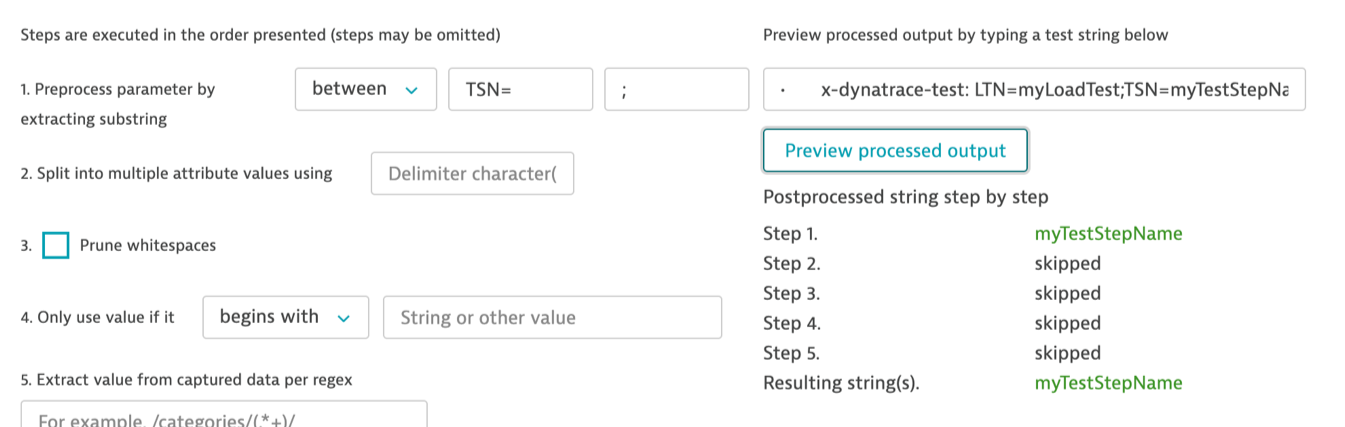 Steps are executed in the order presented (steps may be omitted)
Preview processed output by typing a test string below
1. Preprocess parameter by extracting substring
between
TSN=
;
· x-dynatrace-test: LTN=myLoadTest;TSN=myTestStepNa
Preview processed output
2. Split into multiple attribute values using
Delimiter character(
Postprocessed string step by step
Step 1. myTestStepName
3. Prune whitespaces
Step 2. skipped
Step 3. skipped
4. Only use value if it
begins with
String or other value
Step 4. skipped
Step 5. skipped
5. Extract value from captured data per regex
Resulting string(s). myTestStepName
For example, /categories/(.*+)/